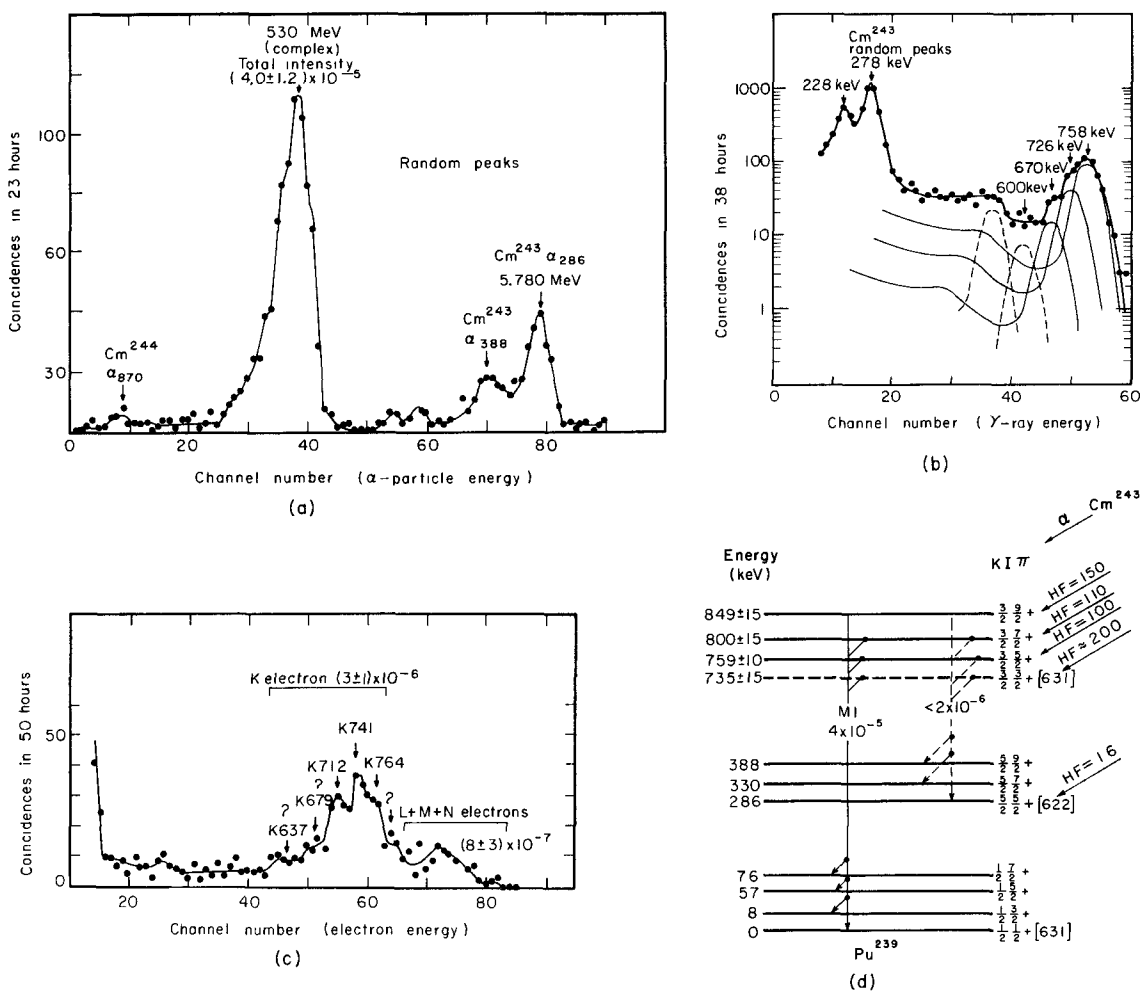 530 MeV
(complex)
Total intensity
(4,0±1.2)×10⁻⁵
Random peaks
Cm²⁴⁴
α₈₇₀
Cm²⁴³
α₃₈₈
Cm²⁴³ α₂₈₆
5.780 MeV
Coincidences in 23 hours
100
60
30
0 20 40 60 80
Channel number (α-particle energy)
(a)
Cm²⁴³
random peaks
278 keV
228 keV
758 keV
726 keV
670 keV
600 kev
Coincidences in 38 hours
1000
100
10
1
0 20 40 60
Channel number (γ-ray energy)
(b)
K electron (3±1)×10⁻⁶
K741
K712
K764
?
K679
?
K637
?
L+M+N electrons
(8±3)×10⁻⁷
Coincidences in 50 hours
50
0
20 40 60 80
Channel number (electron energy)
(c)
α Cm²⁴³
Energy
(keV)
K I π
HF=150
HF=110
HF=100
HF≈200
849±15 3/2 9/2 +
800±15 3/2 7/2 +
759±10 3/2 5/2 +
735±15 3/2 3/2 + [631]
M1
4×10⁻⁵
<2×10⁻⁶
388 5/2 9/2 +
330 5/2 7/2 +
286 5/2 5/2 + [622]
HF=1 6
76 1/2 7/2 +
57 1/2 5/2 +
8 1/2 3/2 +
0 1/2 1/2 + [631]
Pu²³⁹
(d)